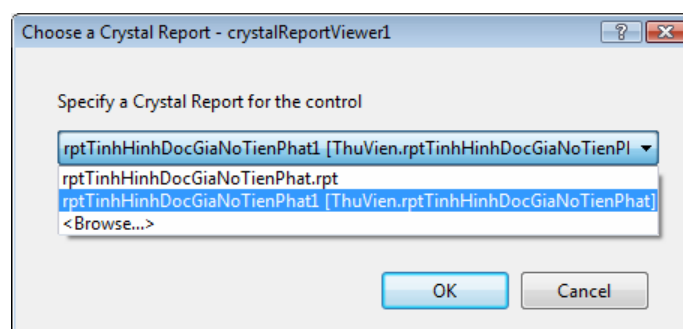 Choose a Crystal Report - crystalReportViewer1
Specify a Crystal Report for the control
rptTinhHinhDocGiaNoTienPhat1 [ThuVien.rptTinhHinhDocGiaNoTienPl
rptTinhHinhDocGiaNoTienPhat.rpt
rptTinhHinhDocGiaNoTienPhat1 [ThuVien.rptTinhHinhDocGiaNoTienPhat]
<Browse...>
OK Cancel